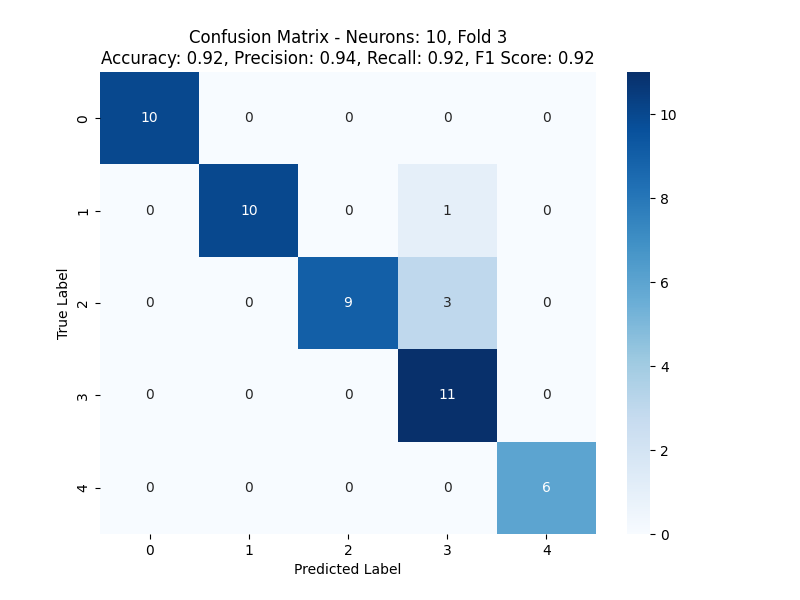 Confusion Matrix - Neurons: 10, Fold 3
Accuracy: 0.92, Precision: 0.94, Recall: 0.92, F1 Score: 0.92
0 10 0 0 0 0
1 0 10 0 1 0
2 0 0 9 3 0
3 0 0 0 11 0
4 0 0 0 0 6
True Label
0 1 2 3 4
Predicted Label
10
8
6
4
2
0